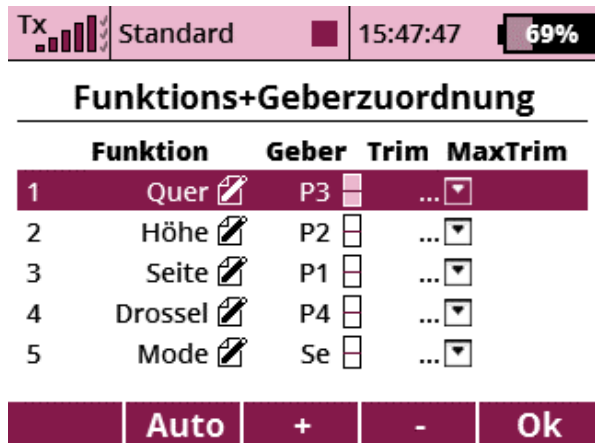 Tx Standard 15:47:47 69%
Funktions+Geberzuordnung
Funktion Geber Trim MaxTrim
1 Quer P3 ...
2 Höhe P2 ...
3 Seite P1 ...
4 Drossel P4 ...
5 Mode Se ...
Auto + - Ok